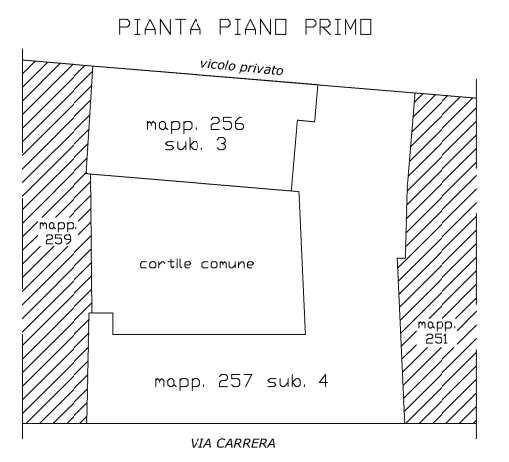 PIANTA PIANO PRIMO
vicolo privato
mapp. 256
sub. 3
mapp.
259
cortile comune
mapp.
251
mapp. 257 sub. 4
VIA CARRERA